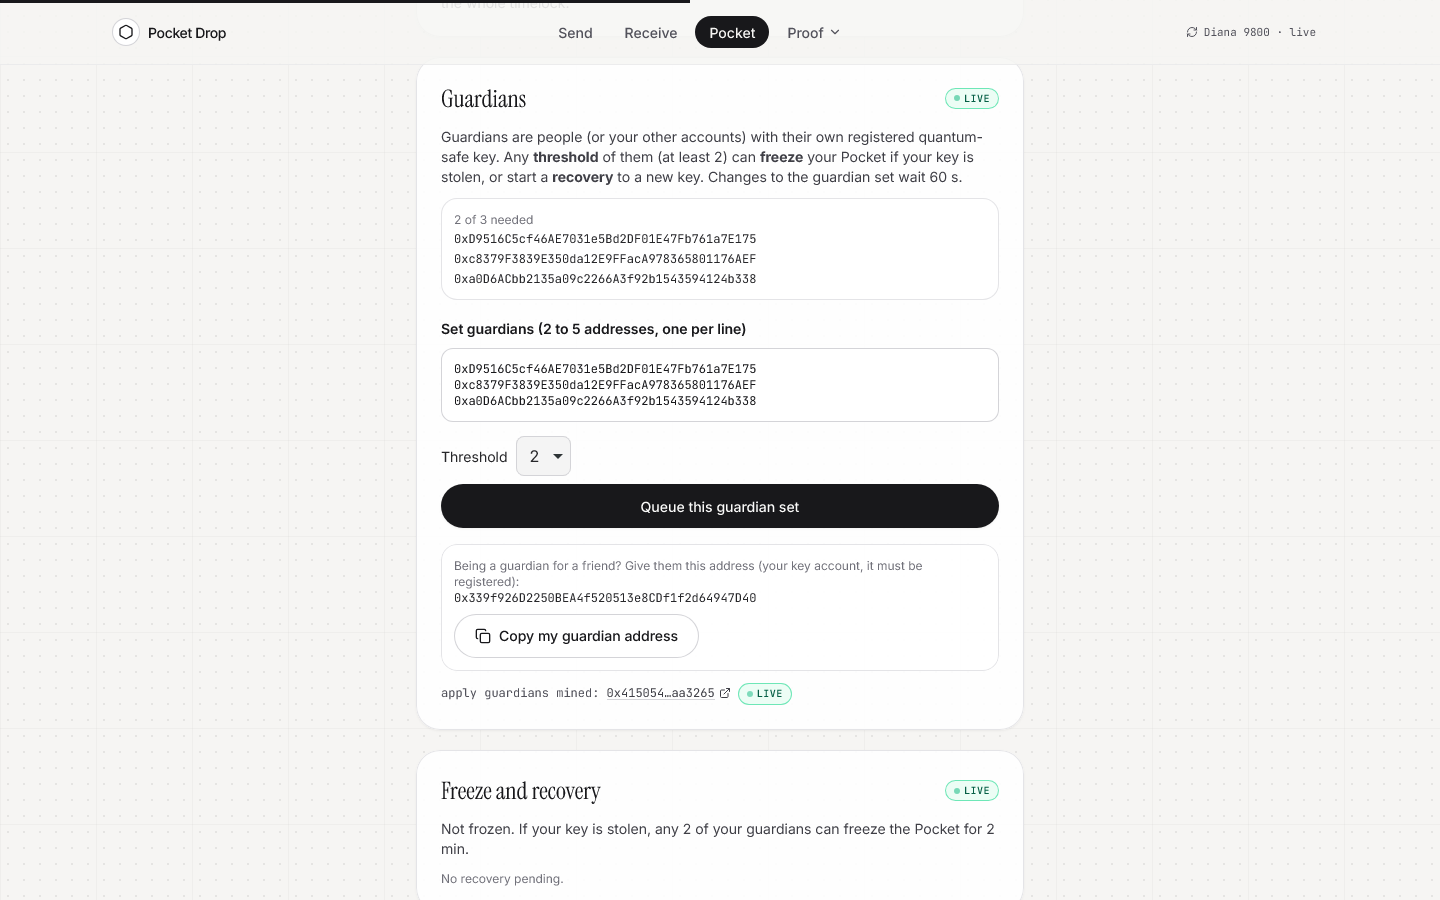 the whole timelock.
Pocket Drop
Send
Receive
Pocket
Proof
Diana 9800 · live
Guardians
LIVE
Guardians are people (or your other accounts) with their own registered quantum-
safe key. Any threshold of them (at least 2) can freeze your Pocket if your key is
stolen, or start a recovery to a new key. Changes to the guardian set wait 60 s.
2 of 3 needed
0xD9516C5cf46AE7031e5Bd2DF01E47Fb761a7E175
0xc8379F3839E350da12E9FFacA978365801176AEF
0xa0D6ACbb2135a09c2266A3f92b1543594124b338
Set guardians (2 to 5 addresses, one per line)
0xD9516C5cf46AE7031e5Bd2DF01E47Fb761a7E175
0xc8379F3839E350da12E9FFacA978365801176AEF
0xa0D6ACbb2135a09c2266A3f92b1543594124b338
Threshold
2
Queue this guardian set
Being a guardian for a friend? Give them this address (your key account, it must be
registered):
0x339f926D2250BEA4f520513e8CDf1f2d64947D40
Copy my guardian address
apply guardians mined: 0x415054…aa3265 LIVE
Freeze and recovery
LIVE
Not frozen. If your key is stolen, any 2 of your guardians can freeze the Pocket for 2
min.
No recovery pending.